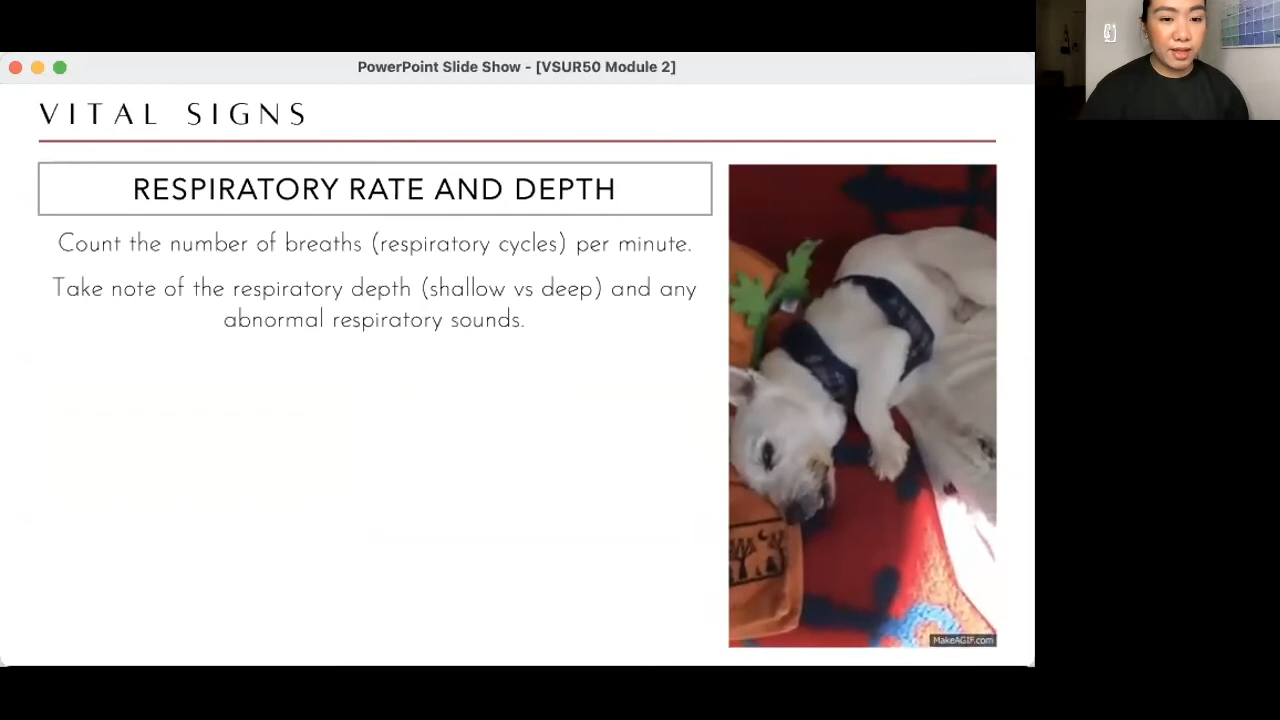 PowerPoint Slide Show - [VSUR50 Module 2]
VITAL SIGNS
RESPIRATORY RATE AND DEPTH
Count the number of breaths (respiratory cycles) per minute.
Take note of the respiratory depth (shallow vs deep) and any
abnormal respiratory sounds.
MakeAGIF.com